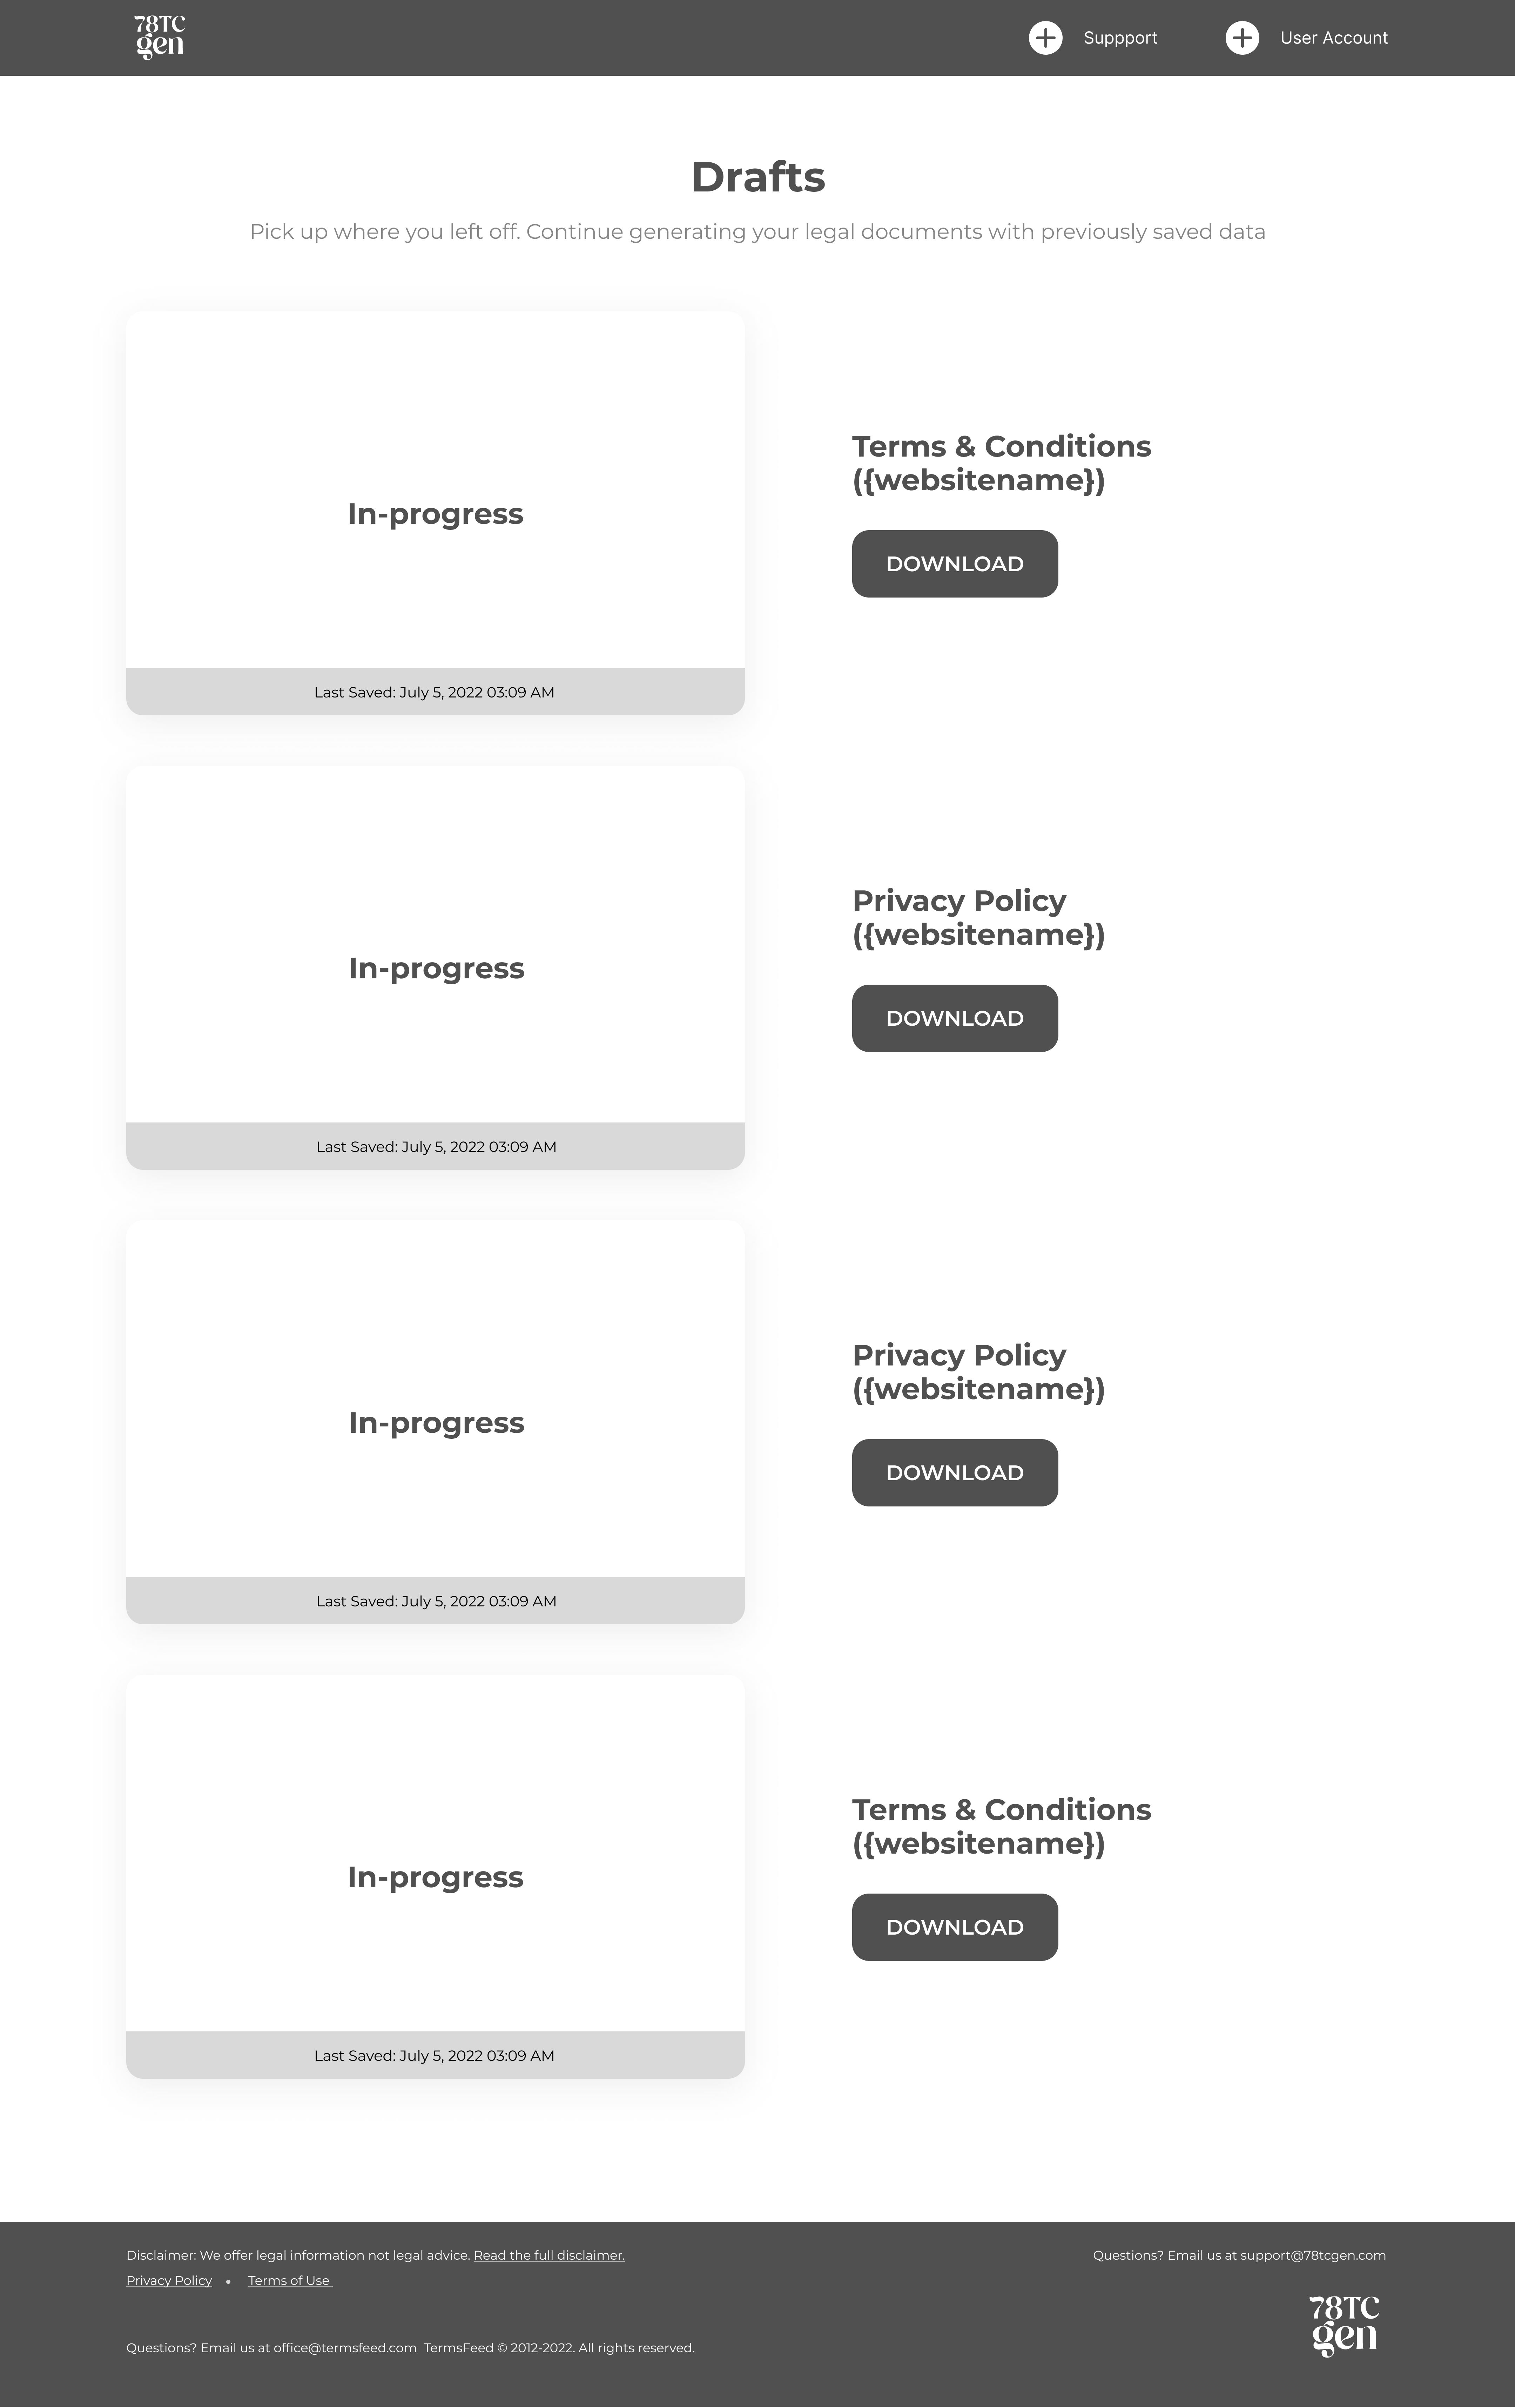 78TC
gen
Suppport
User Account
Drafts
Pick up where you left off. Continue generating your legal documents with previously saved data
In-progress
Last Saved: July 5, 2022 03:09 AM
Terms & Conditions
({websitename})
DOWNLOAD
In-progress
Last Saved: July 5, 2022 03:09 AM
Privacy Policy
({websitename})
DOWNLOAD
In-progress
Last Saved: July 5, 2022 03:09 AM
Privacy Policy
({websitename})
DOWNLOAD
In-progress
Last Saved: July 5, 2022 03:09 AM
Terms & Conditions
({websitename})
DOWNLOAD
Disclaimer: We offer legal information not legal advice. Read the full disclaimer.
Privacy Policy • Terms of Use
Questions? Email us at office@termsfeed.com TermsFeed © 2012-2022. All rights reserved.
Questions? Email us at support@78tcgen.com
78TC
gen